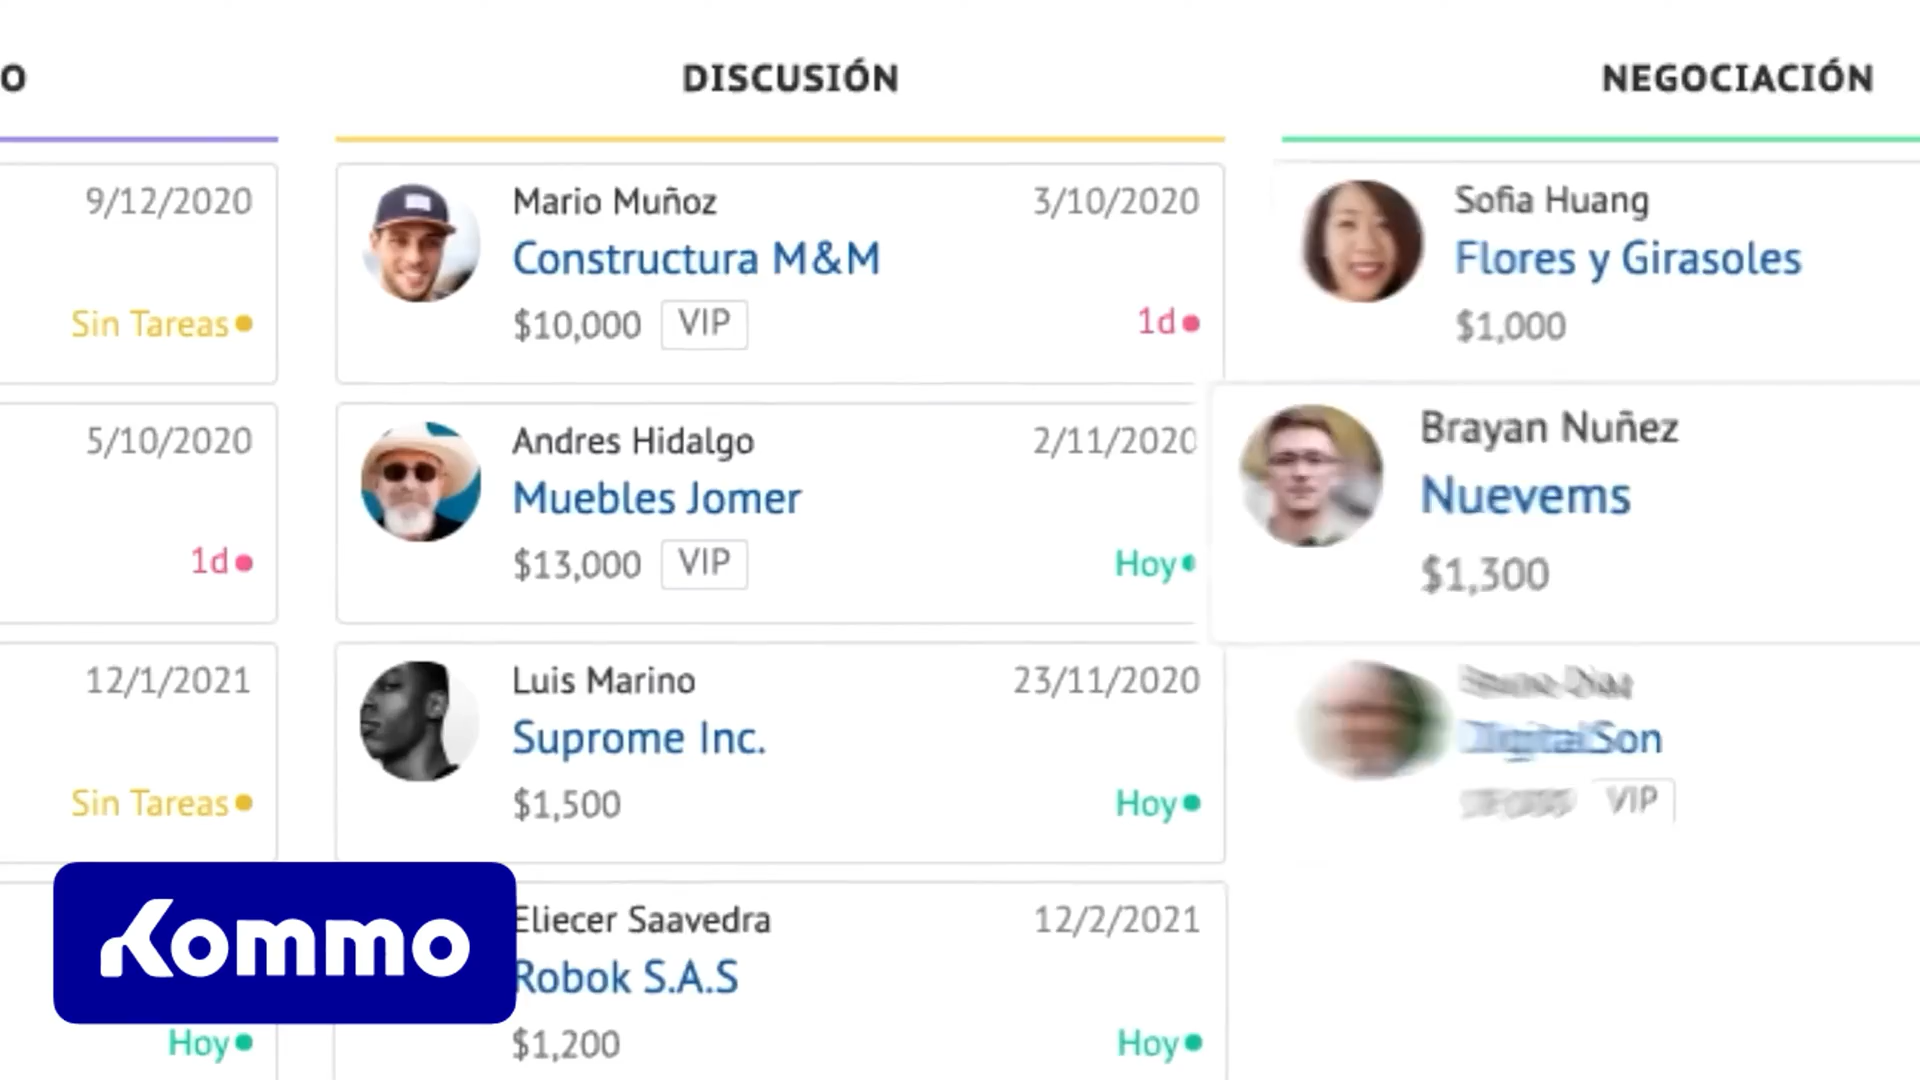 O
DISCUSIÓN
NEGOCIACIÓN
9/12/2020
Sin Tareas
5/10/2020
1d
12/1/2021
Sin Tareas
Hoy
Mario Muñoz
3/10/2020
Constructura M&M
$10,000
VIP
1d
Andres Hidalgo
2/11/2020
Muebles Jomer
$13,000
VIP
Hoy
Luis Marino
23/11/2020
Suprome Inc.
$1,500
Hoy
Eliecer Saavedra
12/2/2021
Robok S.A.S
$1,200
Hoy
Sofia Huang
Flores y Girasoles
$1,000
Brayan Nuñez
Nuevems
$1,300
DigitalSon
VIP
Kommo